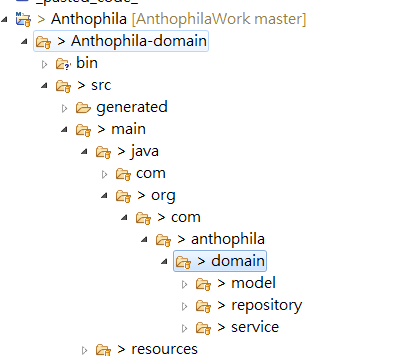 _pasted_code_
> Anthophila [AnthophilaWork master]
> Anthophila-domain
bin
> src
generated
> main
> java
com
> org
> com
> anthophila
> domain
> model
> repository
> service
> resources